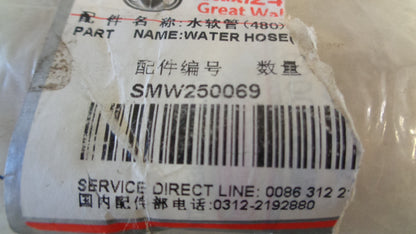 Great Wal
配件名称:水软管(480)
PART NAME:WATER HOSE(
配件编号 数量
SMW250069
SERVICE DIRECT LINE: 0086 312 2
国内配件部电话:0312-2192880